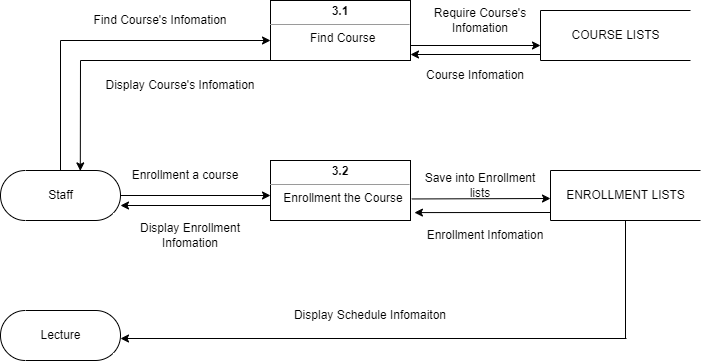 Find Course's Infomation
3.1
Find Course
Require Course's
Infomation
COURSE LISTS
Course Infomation
Display Course's Infomation
Staff
Enrollment a course
3.2
Enrollment the Course
Save into Enrollment
lists
ENROLLMENT LISTS
Display Enrollment
Infomation
Enrollment Infomation
Display Schedule Infomaiton
Lecture